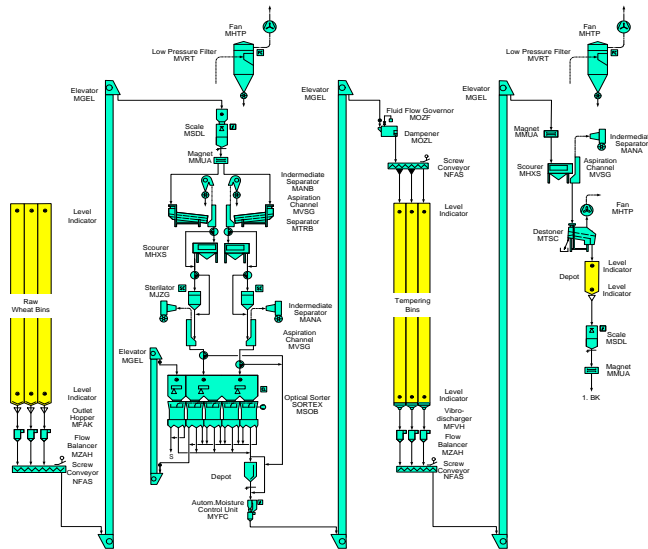 Fan
MHTP
Low Pressure Filter
MVRT
Elevator
MGEL
Scale
MSDL
Magnet
MMUA
Intermediate
Separator
MANB
Aspiration
Channel
MVSG
Separator
MTRB
Scourer
MHXS
Sterilator
MJZG
Intermediate
Separator
MANA
Aspiration
Channel
MVSG
Level
Indicator
Raw
Wheat Bins
Level
Indicator
Outlet
Hopper
MFAK
Flow
Balancer
MZAH
Screw
Conveyor
NFAS
Elevator
MGEL
Optical Sorter
SORTEX
MSOB
S
Depot
Autom.Moisture
Control Unit
MYFC
Elevator
MGEL
Fluid Flow Governor
MOZF
Dampener
MOZL
Screw
Conveyor
NFAS
Level
Indicator
Tempering
Bins
Level
Indicator
Vibro-
discharger
MFVH
Flow
Balancer
MZAH
Screw
Conveyor
NFAS
Fan
MHTP
Low Pressure Filter
MVRT
Elevator
MGEL
Magnet
MMUA
Intermediate
Separator
MANA
Scourer
MHXS
Aspiration
Channel
MVSG
Fan
MHTP
Destoner
MTSC
Level
Indicator
Depot
Level
Indicator
Scale
MSDL
Magnet
MMUA
1. BK